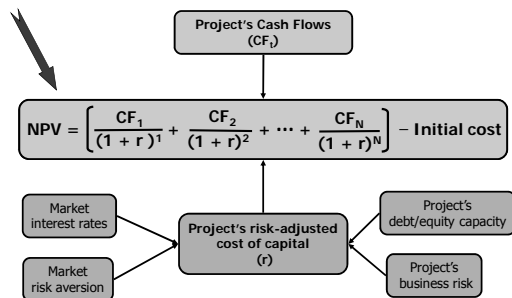 Project's Cash Flows
(CFₜ)
NPV = [ CF₁ / (1 + r )¹ + CF₂ / (1 + r)² + ··· + CF_N / (1 + r)ᴺ ] − Initial cost
Market
interest rates
Project's
debt/equity capacity
Project's risk-adjusted
cost of capital
(r)
Market
risk aversion
Project's
business risk